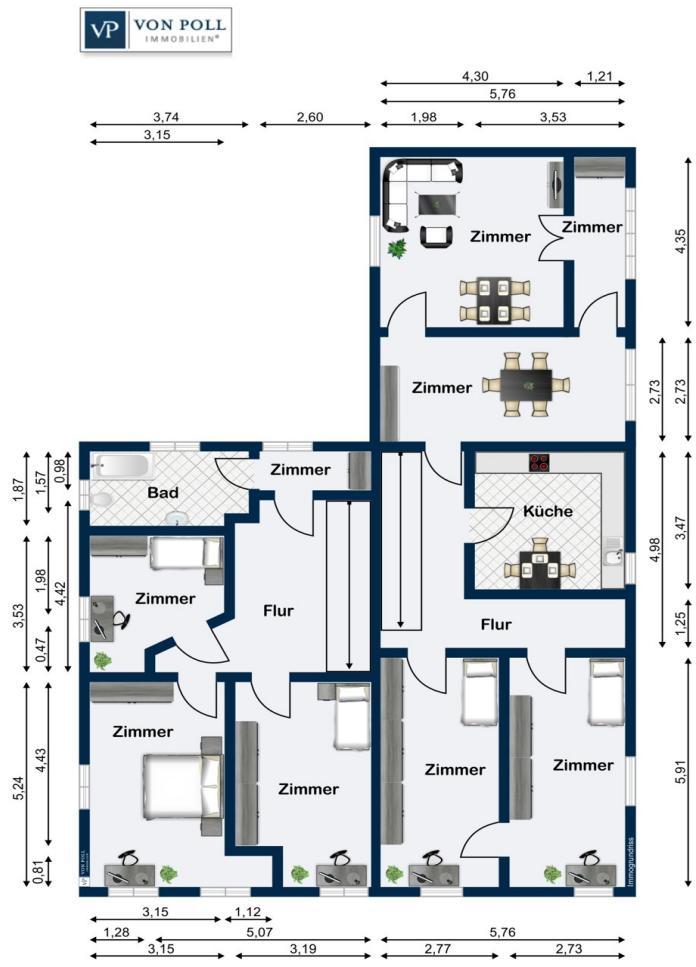 VP VON POLL
IMMOBILIEN®
4,30
1,21
5,76
3,74
2,60
1,98
3,53
3,15
Zimmer
Zimmer
4,35
Zimmer
2,73
2,73
Zimmer
Bad
Küche
1,87
1,57
0,98
4,98
3,47
Zimmer
Flur
Flur
3,53
1,98
4,42
0,47
1,25
Zimmer
Zimmer
Zimmer
Zimmer
5,24
4,43
0,81
5,91
VP VON POLL
Immogrundriss
3,15
1,12
1,28
5,07
5,76
3,15
3,19
2,77
2,73